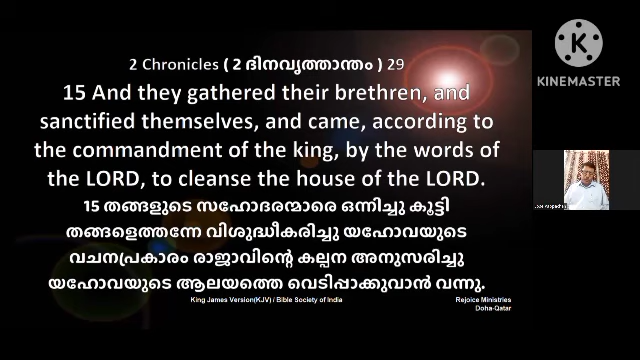 2 Chronicles ( 2 ദിനവൃത്താന്തം ) 29
15 And they gathered their brethren, and
sanctified themselves, and came, according to
the commandment of the king, by the words of
the LORD, to cleanse the house of the LORD.
15 തങ്ങളുടെ സഹോദരന്മാരെ ഒന്നിച്ചു കൂട്ടി
തങ്ങളെത്തന്നേ വിശുദ്ധീകരിച്ചു യഹോവയുടെ
വചനപ്രകാരം രാജാവിന്റെ കല്പന അനുസരിച്ചു
യഹോവയുടെ ആലയത്തെ വെടിപ്പാക്കുവാൻ വന്നു.
King James Version(KJV) / Bible Society of India
Rejoice Ministries
Doha-Qatar
KINEMASTER